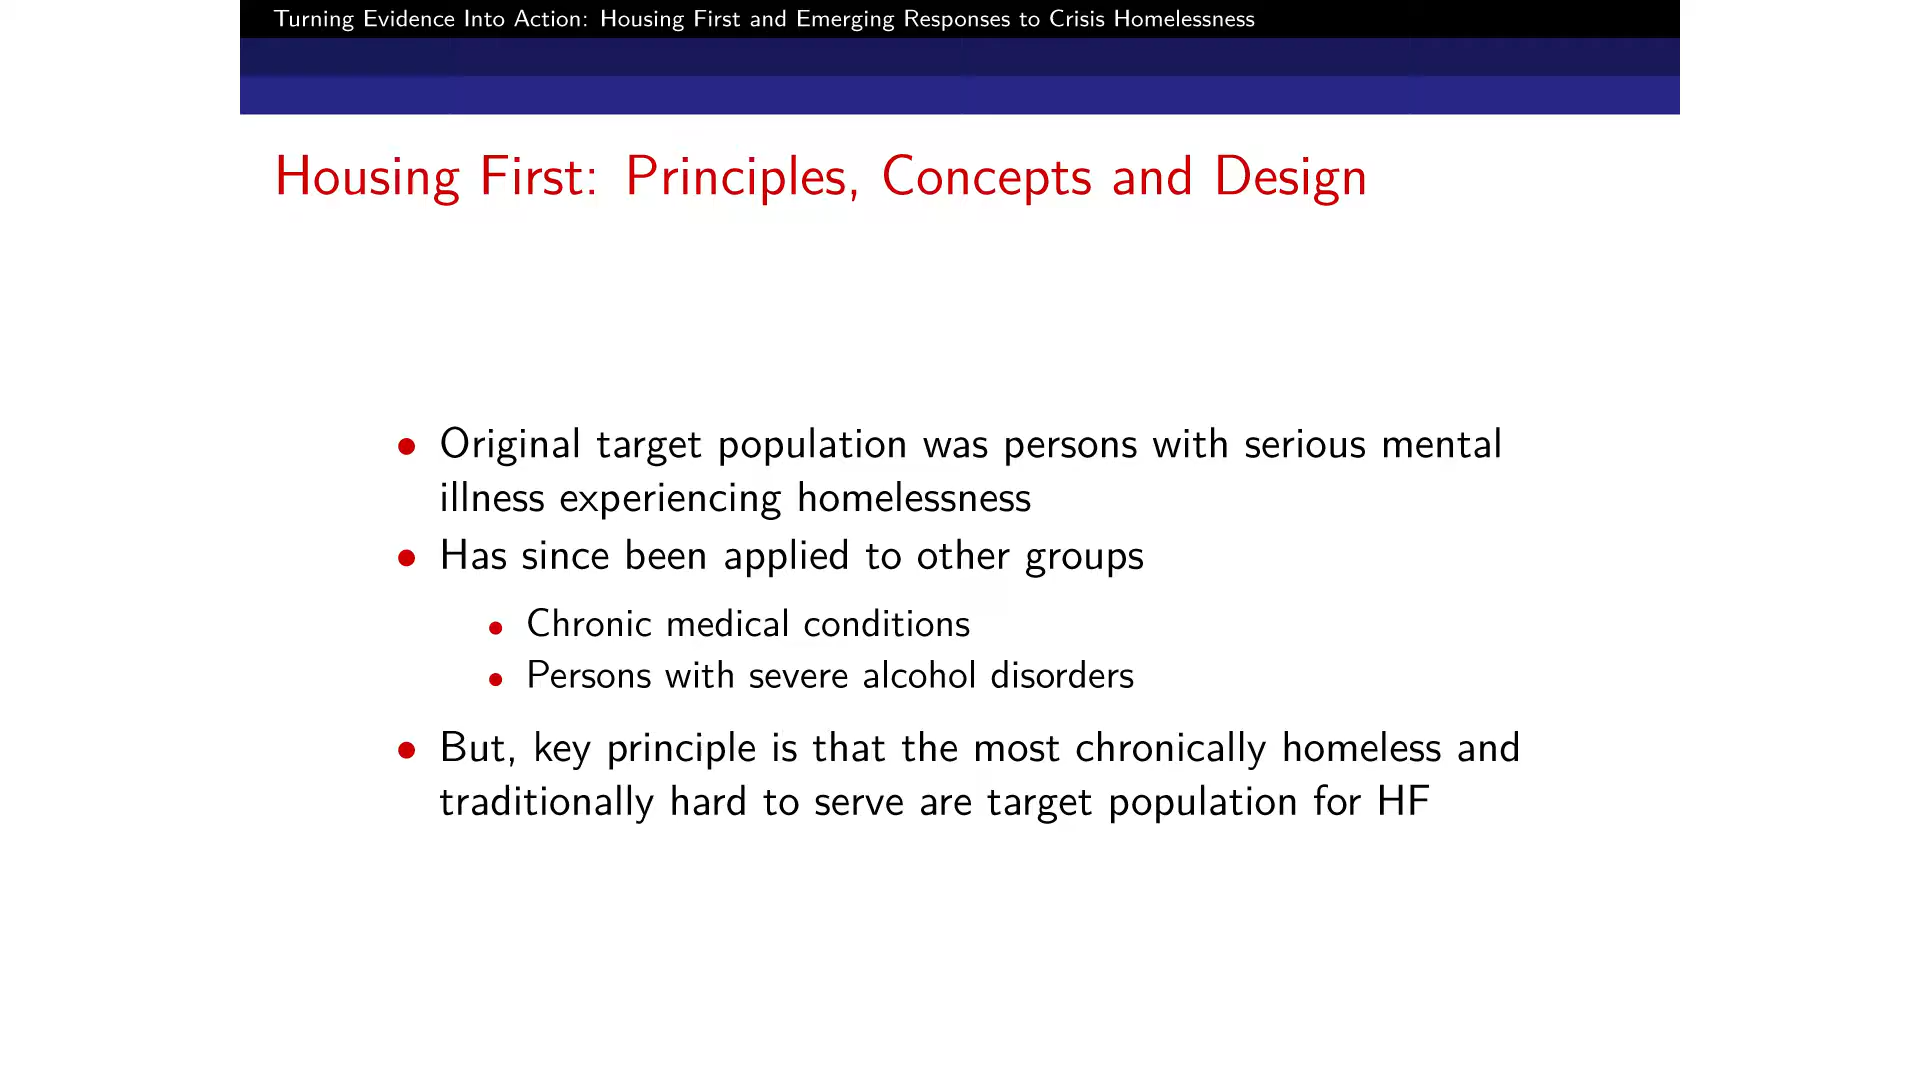 Turning Evidence Into Action: Housing First and Emerging Responses to Crisis Homelessness
Housing First: Principles, Concepts and Design
• Original target population was persons with serious mental
illness experiencing homelessness
• Has since been applied to other groups
• Chronic medical conditions
• Persons with severe alcohol disorders
• But, key principle is that the most chronically homeless and
traditionally hard to serve are target population for HF